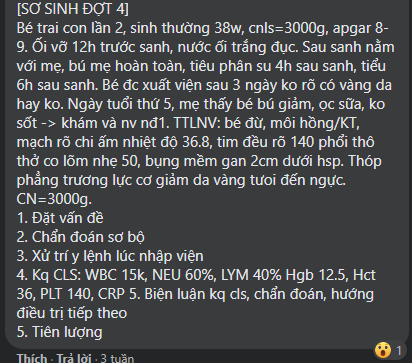 [SƠ SINH ĐỢT 4]
Bé trai con lần 2, sinh thường 38w, cnls=3000g, apgar 8-
9. Ối vỡ 12h trước sanh, nước ối trắng đục. Sau sanh nằm
với mẹ, bú mẹ hoàn toàn, tiêu phân su 4h sau sanh, tiểu
6h sau sanh. Bé đc xuất viện sau 3 ngày ko rõ có vàng da
hay ko. Ngày tuổi thứ 5, mẹ thấy bé bú giảm, ọc sữa, ko
sốt -> khám và nv nđ1. TTLNV: bé đừ, môi hồng/KT,
mạch rõ chi ấm nhiệt độ 36.8, tim đều rõ 140 phổi thô
thở co lõm nhẹ 50, bụng mềm gan 2cm dưới hsp. Thóp
phẳng trương lực cơ giảm da vàng tươi đến ngực.
CN=3000g.
1. Đặt vấn đề
2. Chẩn đoán sơ bộ
3. Xử trí y lệnh lúc nhập viện
4. Kq CLS: WBC 15k, NEU 60%, LYM 40% Hgb 12.5, Hct
36, PLT 140, CRP 5. Biện luận kq cls, chẩn đoán, hướng
điều trị tiếp theo
5. Tiên lượng
1
Thích · Trả lời · 3 tuần